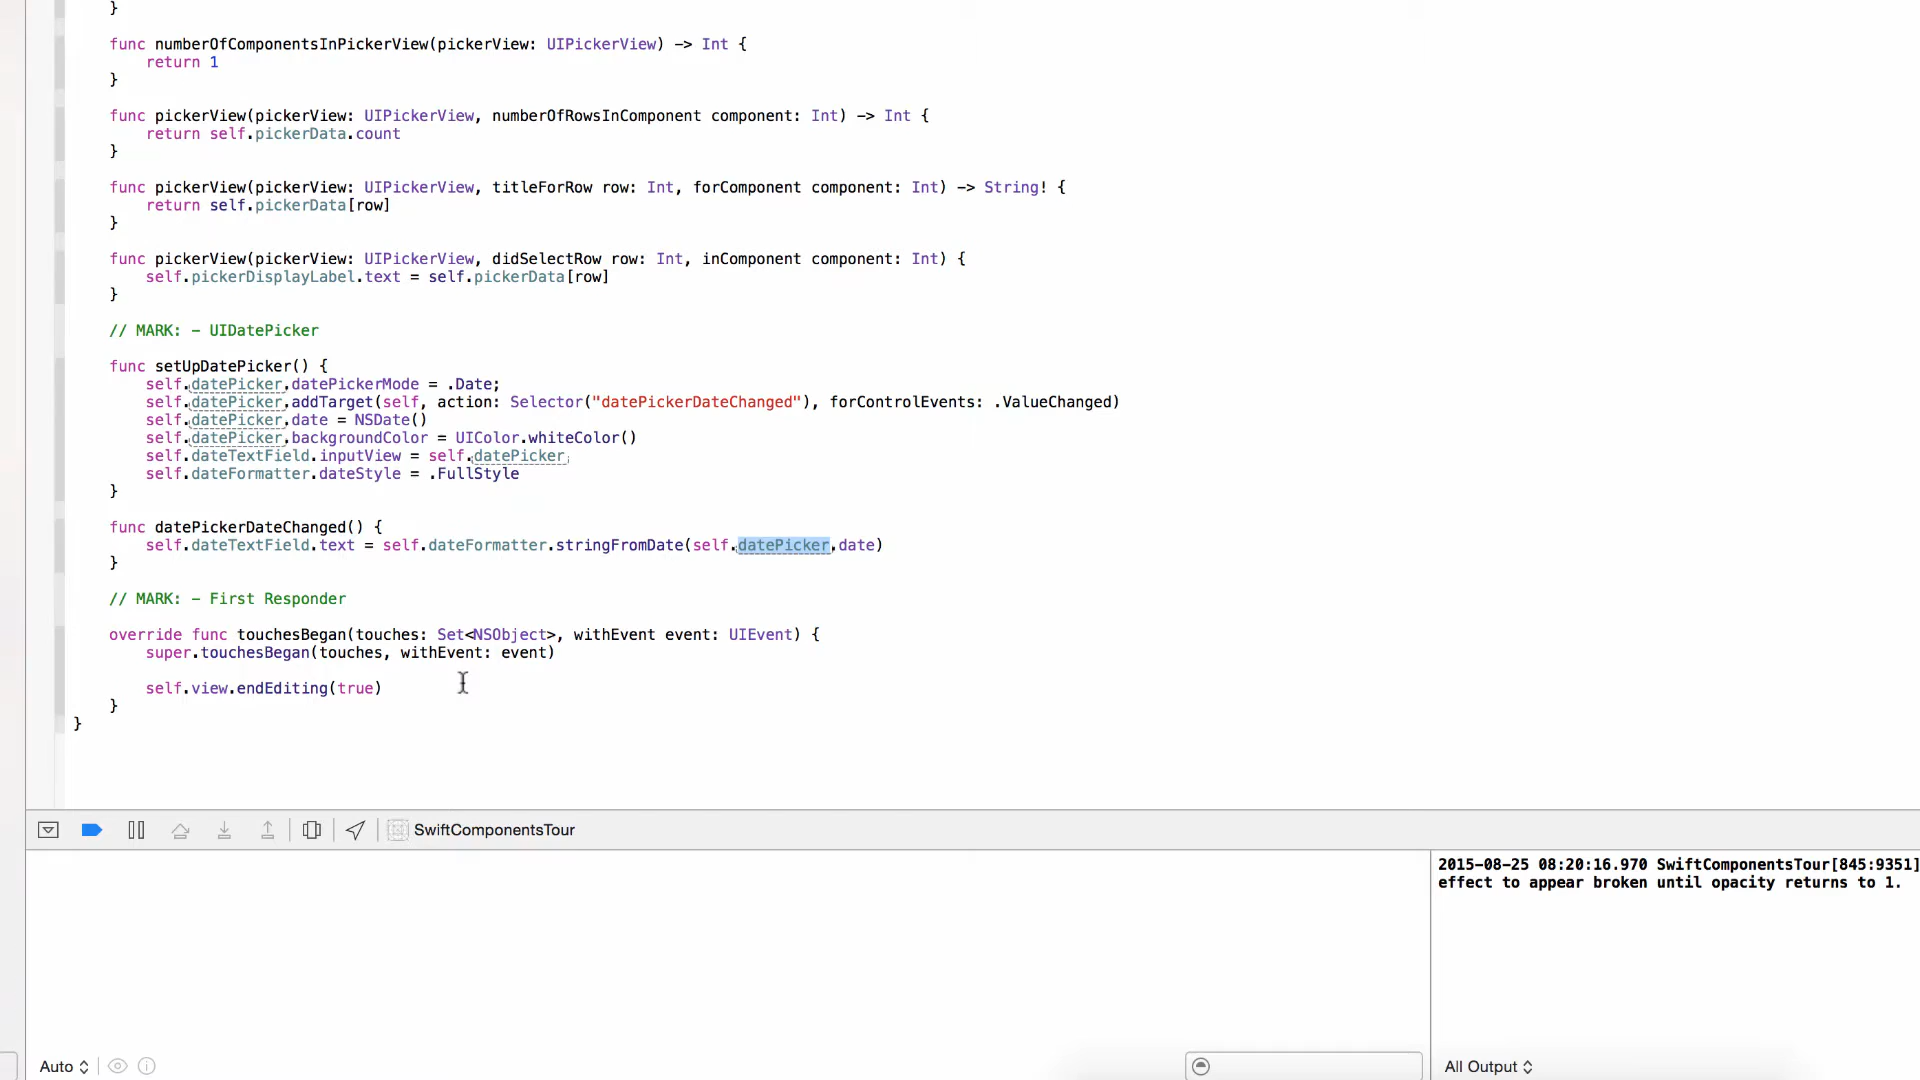 }
func numberOfComponentsInPickerView(pickerView: UIPickerView) -> Int {
return 1
}
func pickerView(pickerView: UIPickerView, numberOfRowsInComponent component: Int) -> Int {
return self.pickerData.count
}
func pickerView(pickerView: UIPickerView, titleForRow row: Int, forComponent component: Int) -> String! {
return self.pickerData[row]
}
func pickerView(pickerView: UIPickerView, didSelectRow row: Int, inComponent component: Int) {
self.pickerDisplayLabel.text = self.pickerData[row]
}
// MARK: - UIDatePicker
func setUpDatePicker() {
self.datePicker.datePickerMode = .Date;
self.datePicker.addTarget(self, action: Selector("datePickerDateChanged"), forControlEvents: .ValueChanged)
self.datePicker.date = NSDate()
self.datePicker.backgroundColor = UIColor.whiteColor()
self.dateTextField.inputView = self.datePicker
self.dateFormatter.dateStyle = .FullStyle
}
func datePickerDateChanged() {
self.dateTextField.text = self.dateFormatter.stringFromDate(self.datePicker.date)
}
// MARK: - First Responder
override func touchesBegan(touches: Set<NSObject>, withEvent event: UIEvent) {
super.touchesBegan(touches, withEvent: event)
self.view.endEditing(true)
}
}
SwiftComponentsTour
2015-08-25 08:20:16.970 SwiftComponentsTour[845:9351]
effect to appear broken until opacity returns to 1.
Auto
All Output